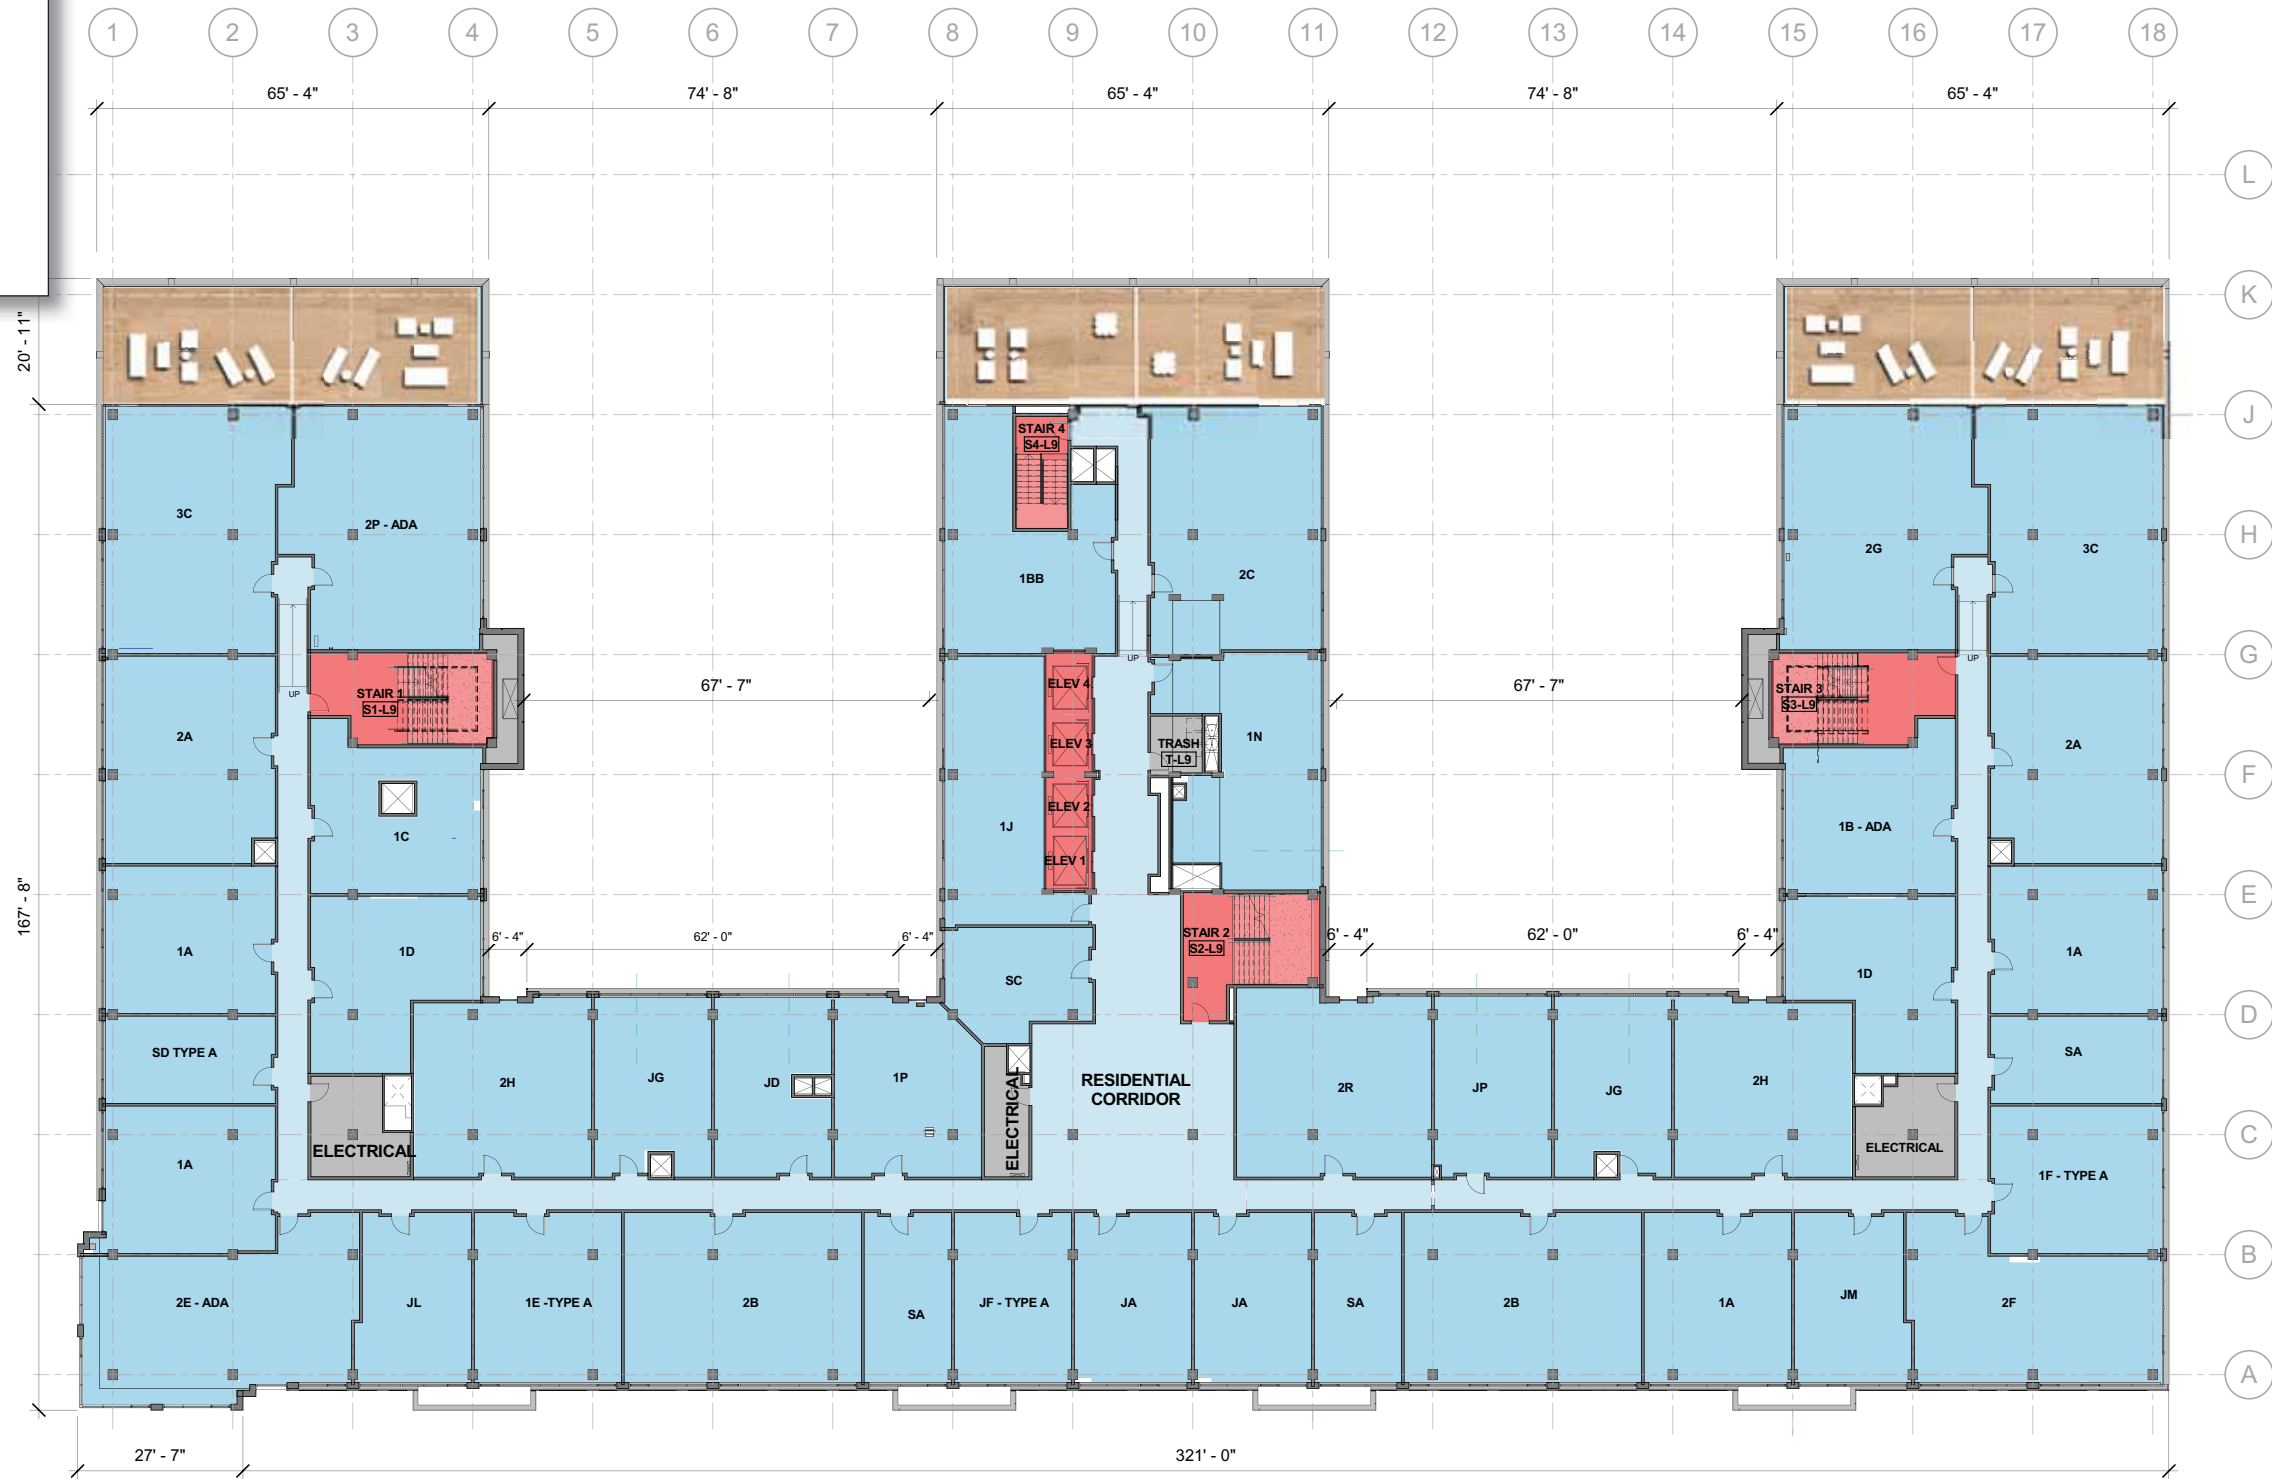 1 2 3 4 5 6 7 8 9 10 11 12 13 14 15 16 17 18
65' - 4" 74' - 8" 65' - 4" 74' - 8" 65' - 4"
L
K
20' - 11"
J
STAIR 4
S4-L9
3C
2P - ADA
H
2G
3C
1BB
2C
G
UP
UP
UP
STAIR 1
S1-L9
67' - 7"
ELEV 4
67' - 7"
STAIR 3
S3-L9
2A
ELEV 3
TRASH
T-L9
1N
2A
F
ELEV 2
1C
1J
1B - ADA
ELEV 1
167' - 8"
E
6' - 4" 62' - 0" 6' - 4"
STAIR 2
S2-L9
6' - 4" 62' - 0" 6' - 4"
1A
1D
SC
1D
1A
D
SD TYPE A
SA
2H
JG
JD
1P
ELECTRICAL
RESIDENTIAL
CORRIDOR
2R
JP
JG
2H
C
ELECTRICAL
ELECTRICAL
1A
1F - TYPE A
B
2E - ADA
JL
1E -TYPE A
2B
SA
JF - TYPE A
JA
JA
SA
2B
1A
JM
2F
A
27' - 7"
321' - 0"